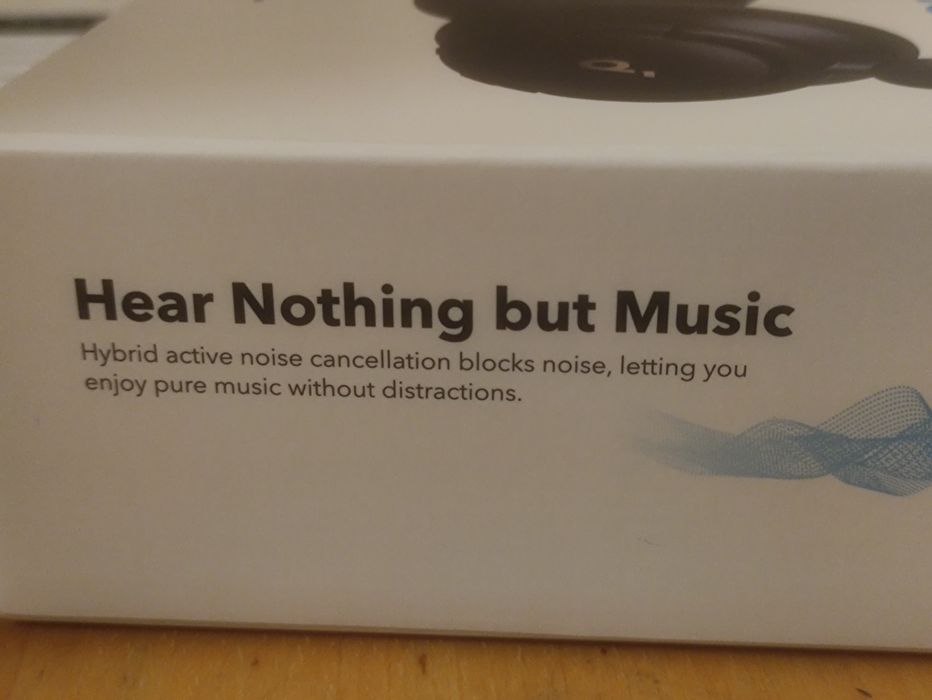 Hear Nothing but Music
Hybrid active noise cancellation blocks noise, letting you
enjoy pure music without distractions.